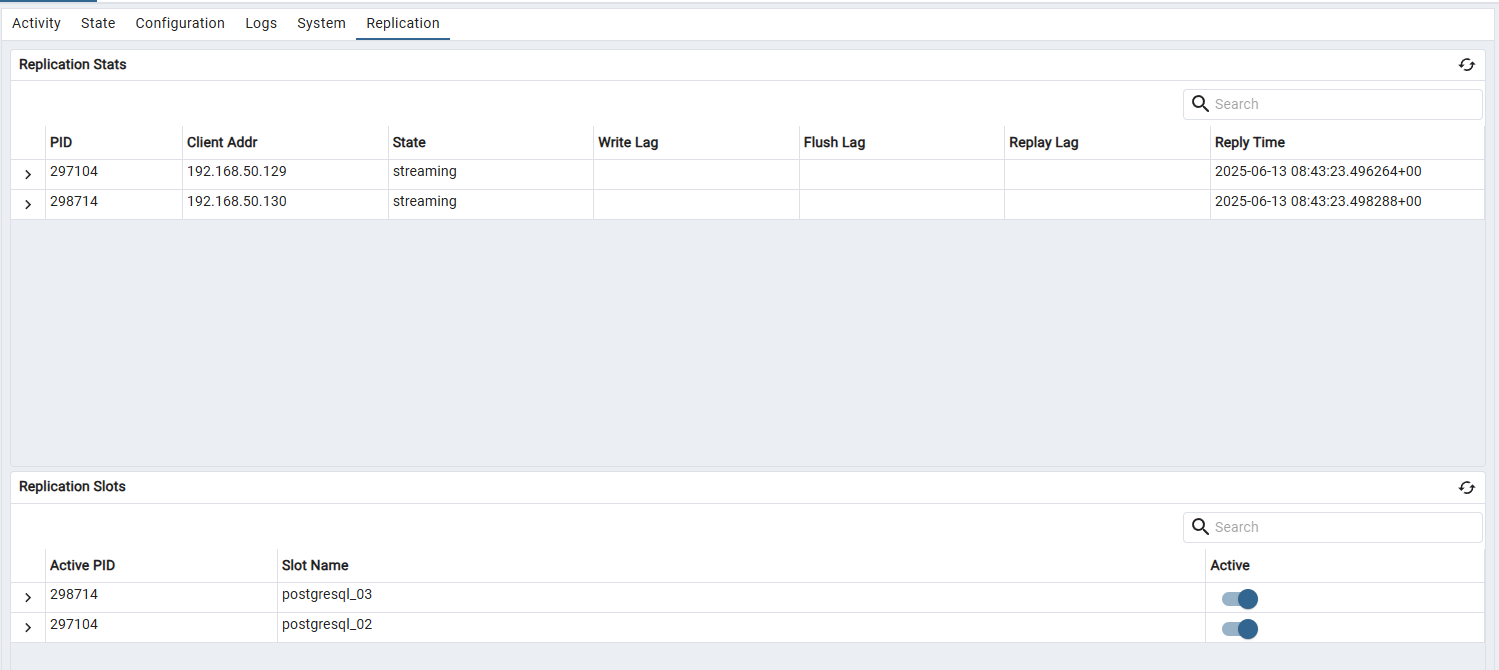 Activity State Configuration Logs System Replication
Replication Stats
Search
PID Client Addr State Write Lag Flush Lag Replay Lag Reply Time
297104 192.168.50.129 streaming 2025-06-13 08:43:23.496264+00
298714 192.168.50.130 streaming 2025-06-13 08:43:23.498288+00
Replication Slots
Search
Active PID Slot Name Active
298714 postgresql_03
297104 postgresql_02